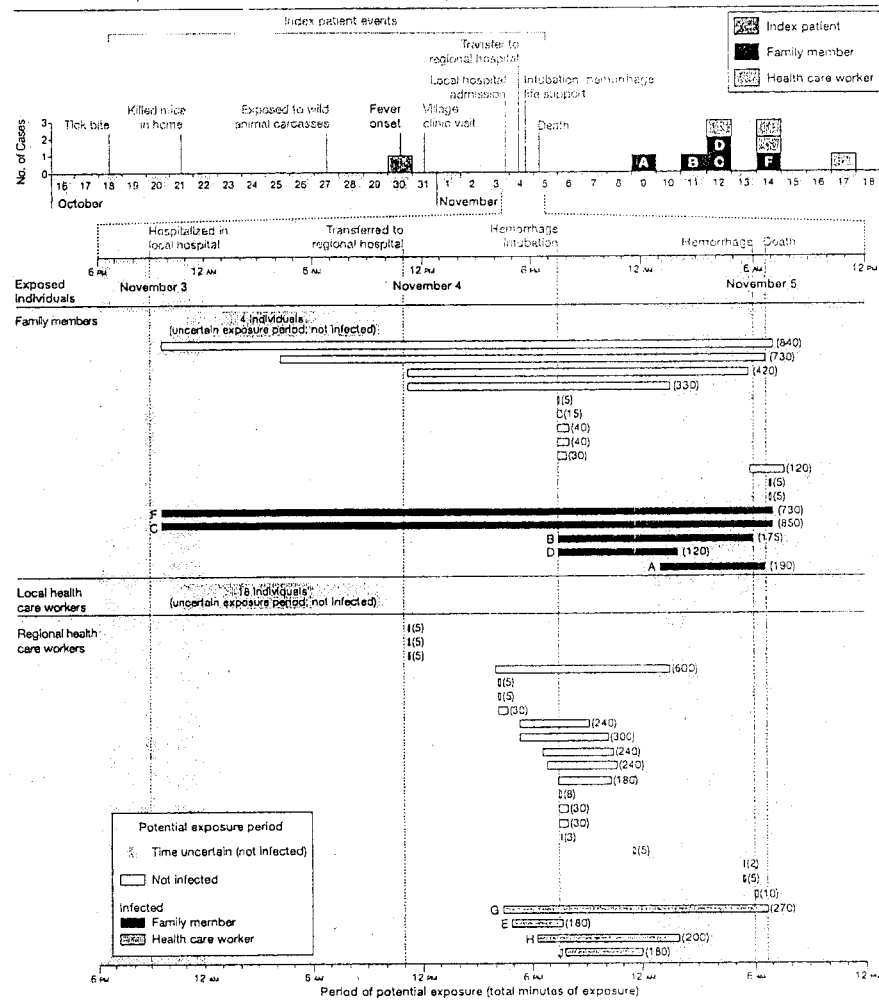 Index patient events
Index patient
Family member
Health care worker
Transfer to
regional hospital
Local hospital
admission
Intubation, hemorrhage
life support
Tick bite
Killed mice
in home
Exposed to wild
animal carcasses
Fever
onset
Village
clinic visit
Death
No. of Cases
3
2
1
0
A B D C F
16 17 18 19 20 21 22 23 24 25 26 27 28 29 30 31 1 2 3 4 5 6 7 8 9 10 11 12 13 14 15 16 17 18
October November
Hospitalized in
local hospital
Transferred to
regional hospital
Hemorrhage
Intubation
Hemorrhage Death
6 PM 12 AM 6 AM 12 PM 6 PM 12 AM 6 AM 12 PM
November 3 November 4 November 5
Exposed
individuals
Family members
4 Individuals
(uncertain exposure period; not infected)
(840)
(730)
(420)
(330)
(5)
(15)
(40)
(40)
(30)
(120)
(5)
(5)
F (730)
C (850)
B (175)
D (120)
A (190)
Local health
care workers
18 Individuals
(uncertain exposure period; not infected)
Regional health
care workers
(5)
(5)
(5)
(600)
(5)
(5)
(30)
(240)
(300)
(240)
(240)
(180)
(8)
(30)
(30)
(3)
(5)
(2)
(5)
(10)
G (270)
E (180)
H (200)
J (180)
Potential exposure period
Time uncertain (not infected)
Not infected
Infected
Family member
Health care worker
6 PM 12 AM 6 AM 12 PM 6 PM 12 AM 6 AM 12 PM
Period of potential exposure (total minutes of exposure)